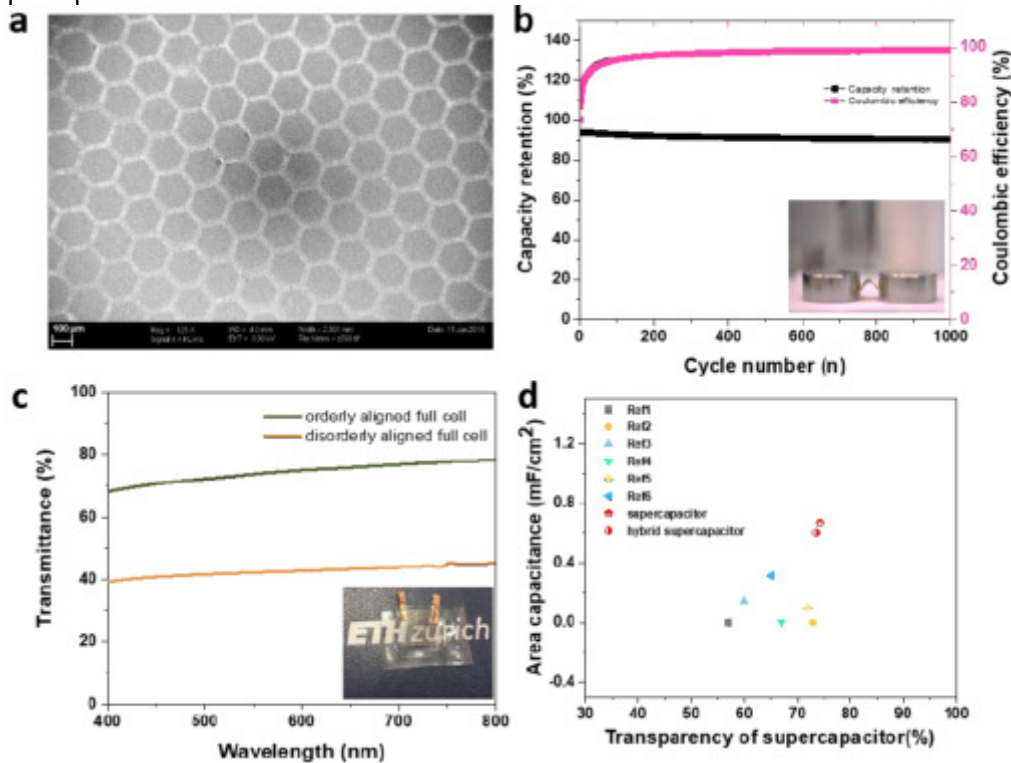 a
100 µm
b
Capacity retention (%)
140
120
100
80
60
40
20
0
Capacity retention
Coulombic efficiency
100
80
60
40
20
0
Coulombic efficiency (%)
0 200 400 600 800 1000
Cycle number (n)
c
Transmittance (%)
100
80
60
40
20
0
orderly aligned full cell
disorderly aligned full cell
ETH zürich
400 500 600 700 800
Wavelength (nm)
d
Area capacitance (mF/cm²)
1.2
0.8
0.4
0.0
-0.4
Ref1
Ref2
Ref3
Ref4
Ref5
Ref6
supercapacitor
hybrid supercapacitor
30 40 50 60 70 80 90 100
Transparency of supercapacitor(%)